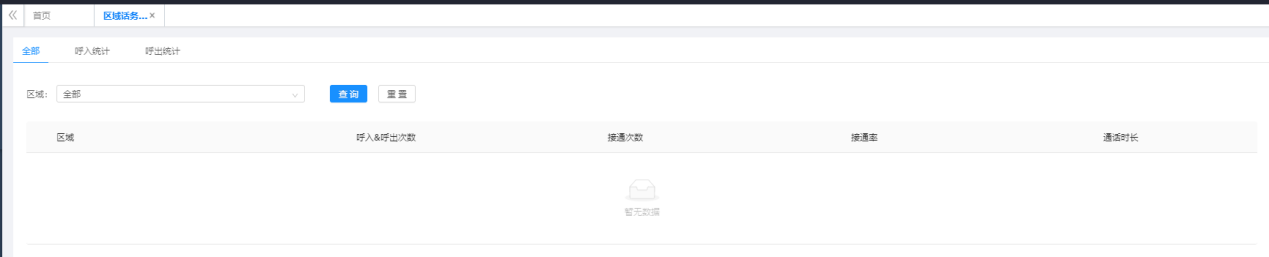 首页 区域话务...
全部 呼入统计 呼出统计
区域: 全部 查 询 重 置
区域 呼入&呼出次数 接通次数 接通率 通话时长
暂无数据